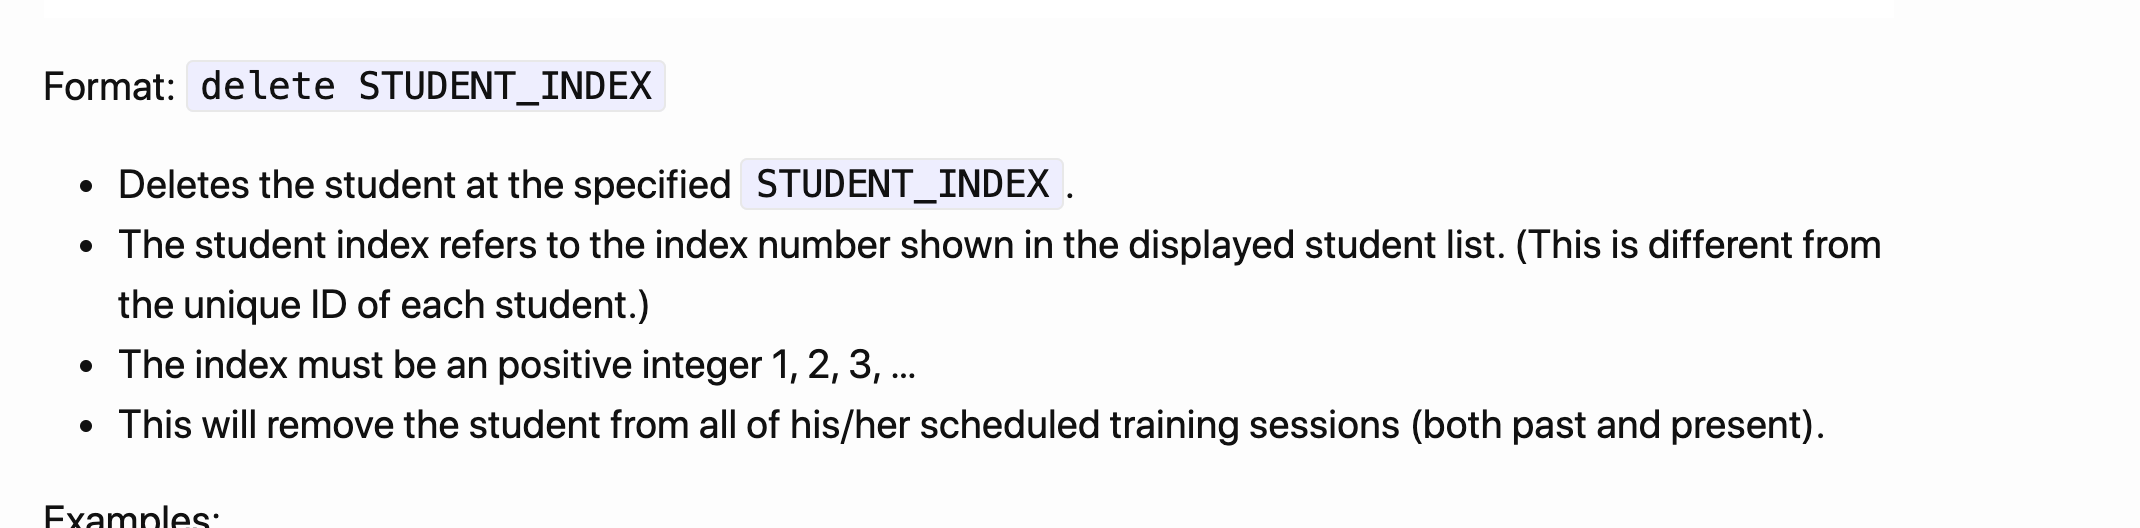 Format: delete STUDENT_INDEX
• Deletes the student at the specified STUDENT_INDEX.
• The student index refers to the index number shown in the displayed student list. (This is different from
the unique ID of each student.)
• The index must be an positive integer 1, 2, 3, …
• This will remove the student from all of his/her scheduled training sessions (both past and present).
Examples: